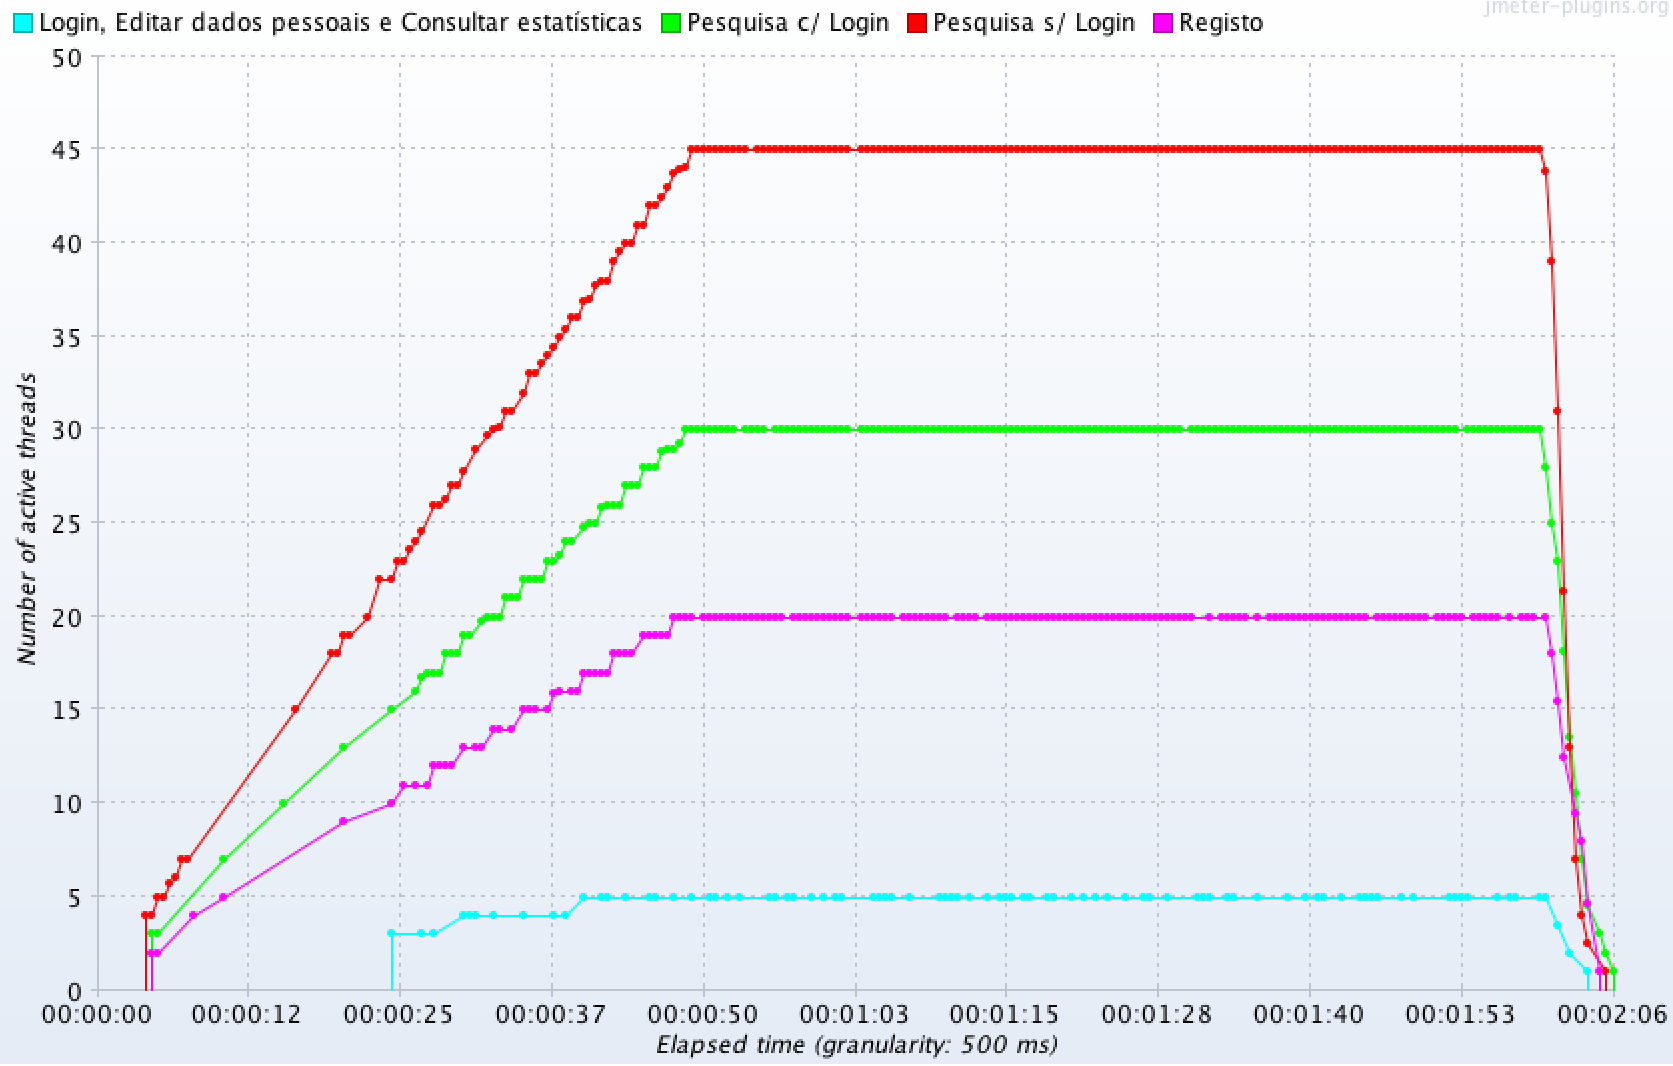 jmeter-plugins.org
Login, Editar dados pessoais e Consultar estatísticas Pesquisa c/ Login Pesquisa s/ Login Registo
50
45
40
35
30
25
20
15
10
5
0
Number of active threads
00:00:00 00:00:12 00:00:25 00:00:37 00:00:50 00:01:03 00:01:15 00:01:28 00:01:40 00:01:53 00:02:06
Elapsed time (granularity: 500 ms)